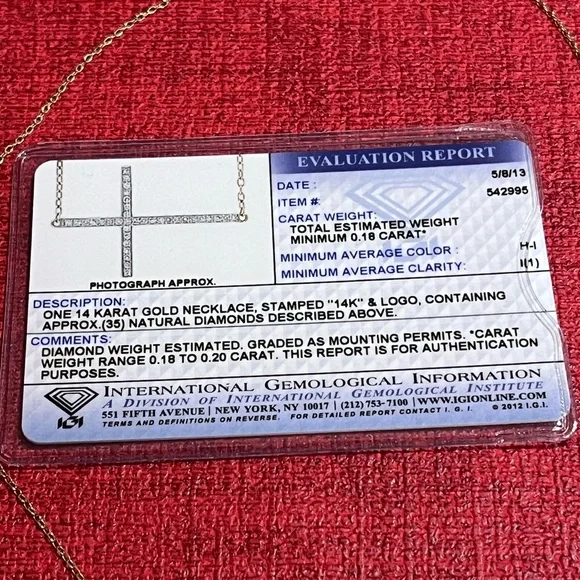 EVALUATION REPORT
DATE : 5/8/13
ITEM #: 542995
CARAT WEIGHT:
TOTAL ESTIMATED WEIGHT
MINIMUM 0.18 CARAT*
MINIMUM AVERAGE COLOR : H-I
MINIMUM AVERAGE CLARITY: I(1)
PHOTOGRAPH APPROX.
DESCRIPTION:
ONE 14 KARAT GOLD NECKLACE, STAMPED "14K" & LOGO, CONTAINING
APPROX.(35) NATURAL DIAMONDS DESCRIBED ABOVE.
COMMENTS:
DIAMOND WEIGHT ESTIMATED. GRADED AS MOUNTING PERMITS. *CARAT
WEIGHT RANGE 0.18 TO 0.20 CARAT. THIS REPORT IS FOR AUTHENTICATION
PURPOSES.
IGI
INTERNATIONAL GEMOLOGICAL INFORMATION
A DIVISION OF INTERNATIONAL GEMOLOGICAL INSTITUTE
551 FIFTH AVENUE | NEW YORK, NY 10017 | (212) 753-7100 | WWW.IGIONLINE.COM
TERMS AND DEFINITIONS ON REVERSE. FOR DETAILED REPORT CONTACT I. G. I. © 2012 I.G.I.